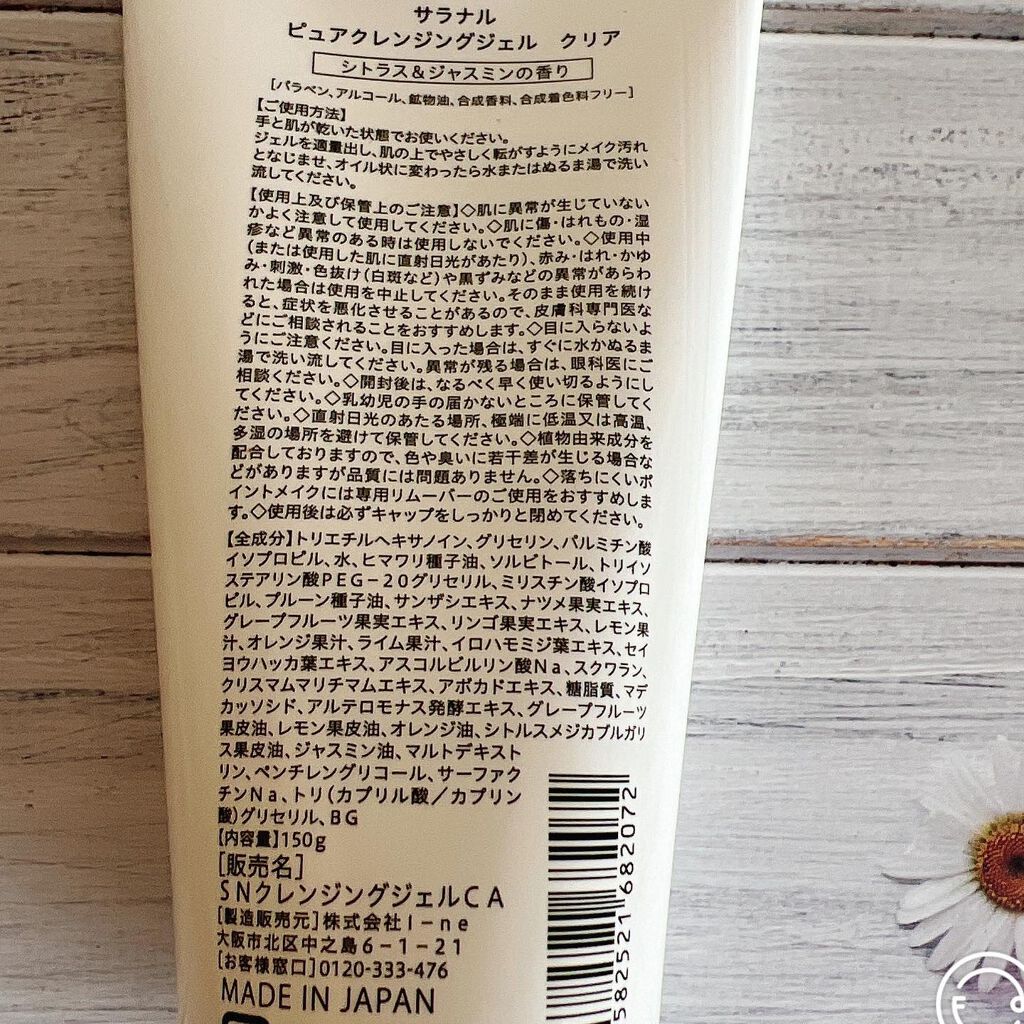 サラナル
ピュアクレンジングジェル クリア
シトラス&ジャスミンの香り
[パラベン、アルコール、鉱物油、合成香料、合成着色料フリー]
【ご使用方法】
手と肌が乾いた状態でお使いください。
ジェルを適量出し、肌の上でやさしく転がすようにメイク汚れ
となじませ、オイル状に変わったら水またはぬるま湯で洗い
流してください。
【使用上及び保管上のご注意】◇肌に異常が生じていない
かよく注意して使用してください。◇肌に傷・はれもの・湿
疹など異常のある時は使用しないでください。◇使用中
(または使用した肌に直射日光があたり)、赤み・はれ・かゆ
み・刺激・色抜け(白斑など)や黒ずみなどの異常があらわ
れた場合は使用を中止してください。そのまま使用を続け
ると、症状を悪化させることがあるので、皮膚科専門医な
どにご相談されることをおすすめします。◇目に入らないよ
うにご注意ください。目に入った場合は、すぐに水かぬるま
湯で洗い流してください。異常が残る場合は、眼科医にご
相談ください。◇開封後は、なるべく早く使い切るようにし
てください。◇乳幼児の手の届かないところに保管してく
ださい。◇直射日光のあたる場所、極端に低温又は高温、
多湿の場所を避けて保管してください。◇植物由来成分を
配合しておりますので、色や臭いに若干差が生じる場合な
どがありますが品質には問題ありません。◇落ちにくいポ
イントメイクには専用リムーバーのご使用をおすすめしま
す。◇使用後は必ずキャップをしっかりと閉めてください。
【全成分】トリエチルヘキサノイン、グリセリン、パルミチン酸
イソプロピル、水、ヒマワリ種子油、ソルビトール、トリイソ
ステアリン酸PEG-20グリセリル、ミリスチン酸イソプロ
ピル、プルーン種子油、サンザシエキス、ナツメ果実エキス、
グレープフルーツ果実エキス、リンゴ果実エキス、レモン果
汁、オレンジ果汁、ライム果汁、イロハモミジ葉エキス、セイ
ヨウハッカ葉エキス、アスコルビルリン酸Na、スクワラン、
クリスマムマリチマムエキス、アボカドエキス、糖脂質、マデ
カッソシド、アルテロモナス発酵エキス、グレープフルーツ
果皮油、レモン果皮油、オレンジ油、シトルスメジカブルガリ
ス果皮油、ジャスミン油、マルトデキスト
リン、ペンチレングリコール、サーファク
チンNa、トリ(カプリル酸/カプリン
酸)グリセリル、BG
【内容量】150g
[販売名]
SNクレンジングジェルCA
[製造販売元]株式会社I-ne
大阪市北区中之島6-1-21
[お客様窓口]0120-333-476
MADE IN JAPAN
582521682072